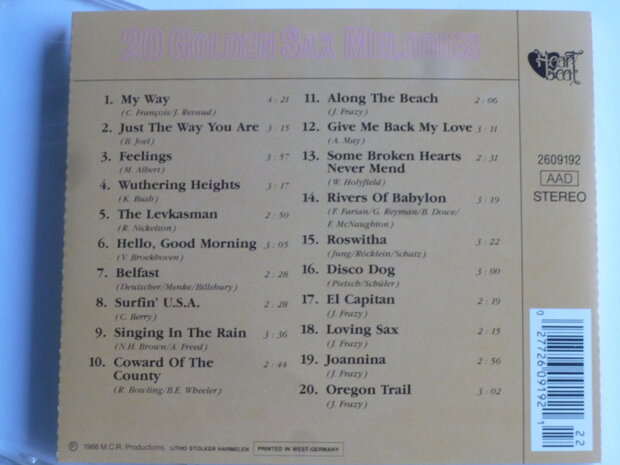 20 Golden Sax Melodies
Heart Beat
1. My Way 4:21
(C. François/J. Revaud)
2. Just The Way You Are 3:15
(B. Joel)
3. Feelings 3:57
(M. Albert)
4. Wuthering Heights 3:17
(K. Bush)
5. The Levkasman 2:50
(R. Nickelson)
6. Hello, Good Morning 3:05
(V. Broekhoven)
7. Belfast 2:28
(Deutscher/Menke/Billsbury)
8. Surfin' U.S.A. 2:28
(C. Berry)
9. Singing In The Rain 3:36
(N.H. Brown/A. Freed)
10. Coward Of The
County 2:44
(R. Bowling/B.E. Wheeler)
11. Along The Beach 2:06
(J. Frazy)
12. Give Me Back My Love 3:11
(A. May)
13. Some Broken Hearts 2:31
Never Mend
(W. Holyfield)
14. Rivers Of Babylon 3:19
(F. Farian/G. Reyman/B. Dowe/
F. McNaughton)
15. Roswitha 3:22
(Jung/Röcklein/Schatz)
16. Disco Dog 3:00
(Pietsch/Schüler)
17. El Capitan 2:19
(J. Frazy)
18. Loving Sax 2:15
(J. Frazy)
19. Joannina 2:56
(J. Frazy)
20. Oregon Trail 3:02
(J. Frazy)
2609192
AAD
STEREO
0 27726 09192 1
22
℗ 1988 M.C.R. Productions. LITHO STOLKER HARMELEN PRINTED IN WEST-GERMANY